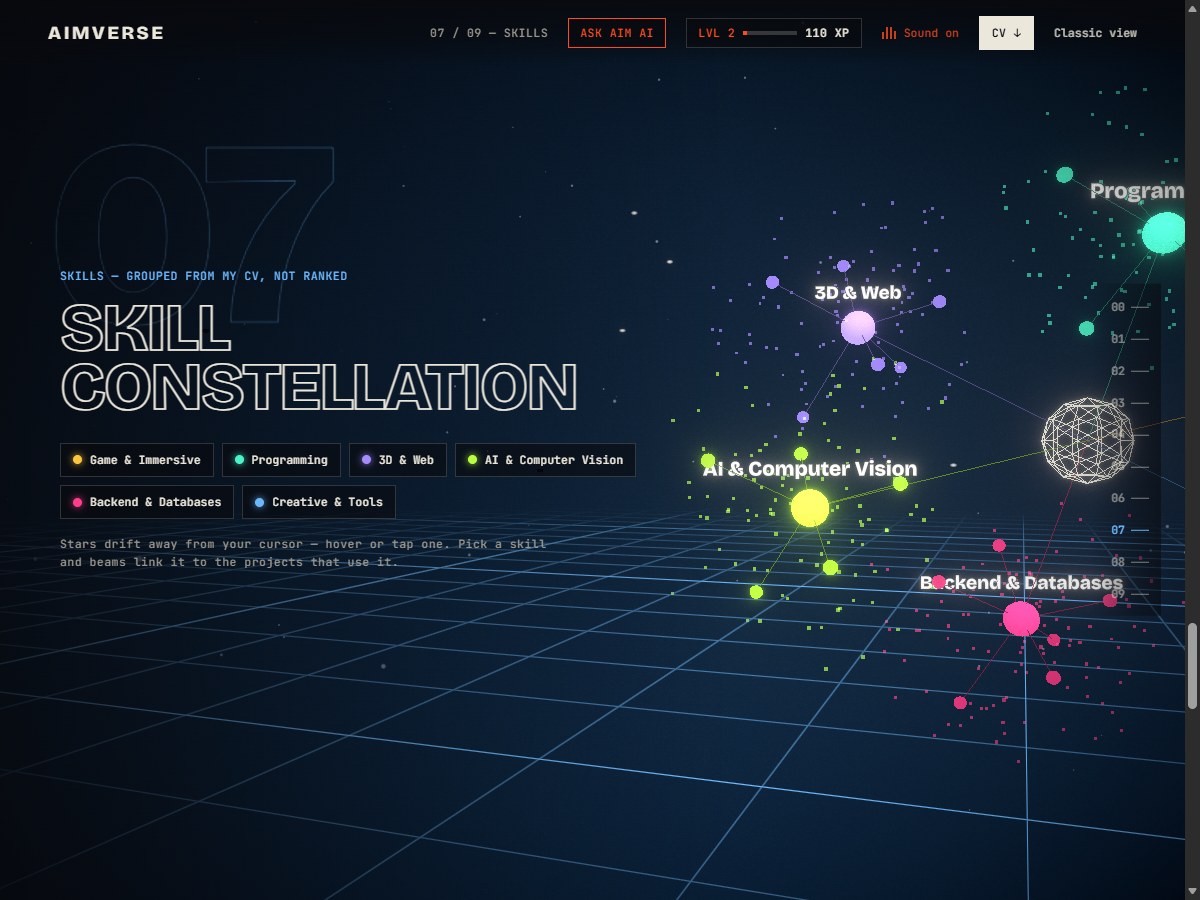 AIMVERSE
07 / 09 — SKILLS
ASK AIM AI
LVL 2
110 XP
Sound on
CV ↓
Classic view
07
SKILLS — GROUPED FROM MY CV, NOT RANKED
SKILL
CONSTELLATION
Game & Immersive
Programming
3D & Web
AI & Computer Vision
Backend & Databases
Creative & Tools
Stars drift away from your cursor — hover or tap one. Pick a skill
and beams link it to the projects that use it.
Program
3D & Web
AI & Computer Vision
Backend & Databases
00
01
02
03
04
05
06
07
08
09